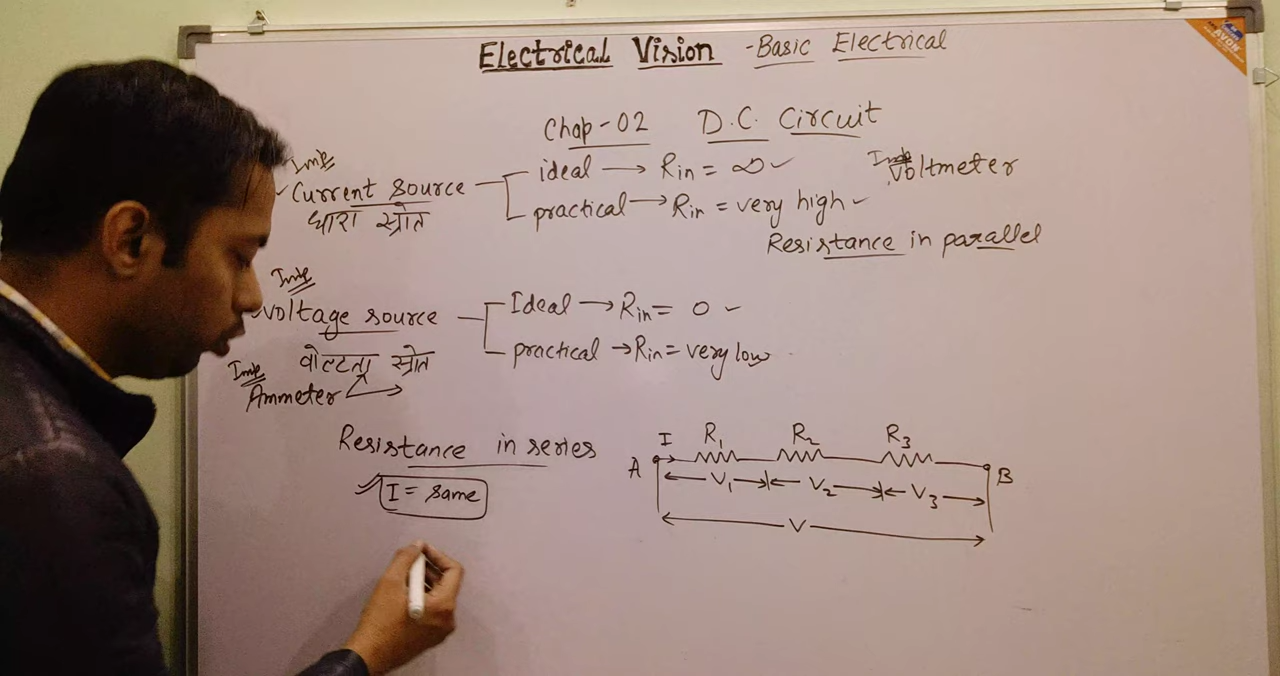 Electrical Vision - Basic Electrical
Chap-02 D.C. Circuit
Imp
Current source
धारा स्त्रोत
ideal → Rin = ∞
practical → Rin = very high
Imp
Voltmeter
Resistance in parallel
Imp
Voltage source
वोल्टता स्त्रोत
Ideal → Rin = 0
practical → Rin = very low
Imp
Ammeter
Resistance in series
I = same
I R₁ R₂ R₃
A B
V₁ V₂ V₃
V
AVON